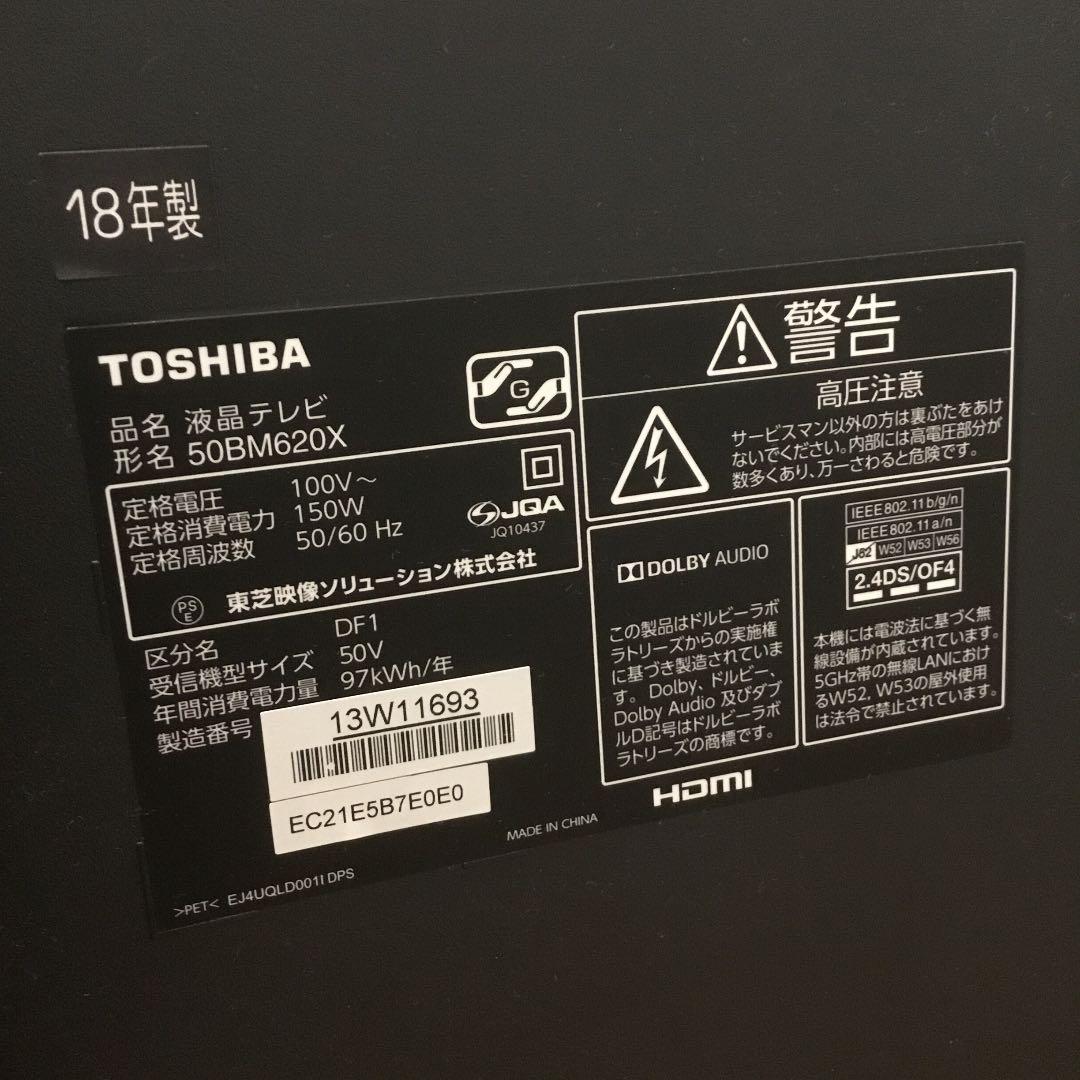 18年製
TOSHIBA
品名 液晶テレビ
形名 50BM620X
G
定格電圧 100V～
定格消費電力 150W
定格周波数 50/60 Hz
JQA
JQ10437
PS
E
東芝映像ソリューション株式会社
区分名 DF1
受信機型サイズ 50V
年間消費電力量 97kWh/年
製造番号
13W11693
EC21E5B7E0E0
MADE IN CHINA
>PET< EJ4UQLD001I DPS
警告
高圧注意
サービスマン以外の方は裏ぶたをあけ
ないでください。内部には高電圧部分が
数多くあり、万一さわると危険です。
DOLBY AUDIO
この製品はドルビーラボ
ラトリーズからの実施権
に基づき製造されていま
す。Dolby、ドルビー、
Dolby Audio 及びダブ
ルD記号はドルビーラボ
ラトリーズの商標です。
IEEE802.11b/g/n
IEEE802.11a/n
J52 W52 W53 W56
2.4DS/OF4
本機には電波法に基づく無
線設備が内蔵されています。
5GHz帯の無線LANにおけ
るW52, W53の屋外使用
は法令で禁止されています。
HDMI